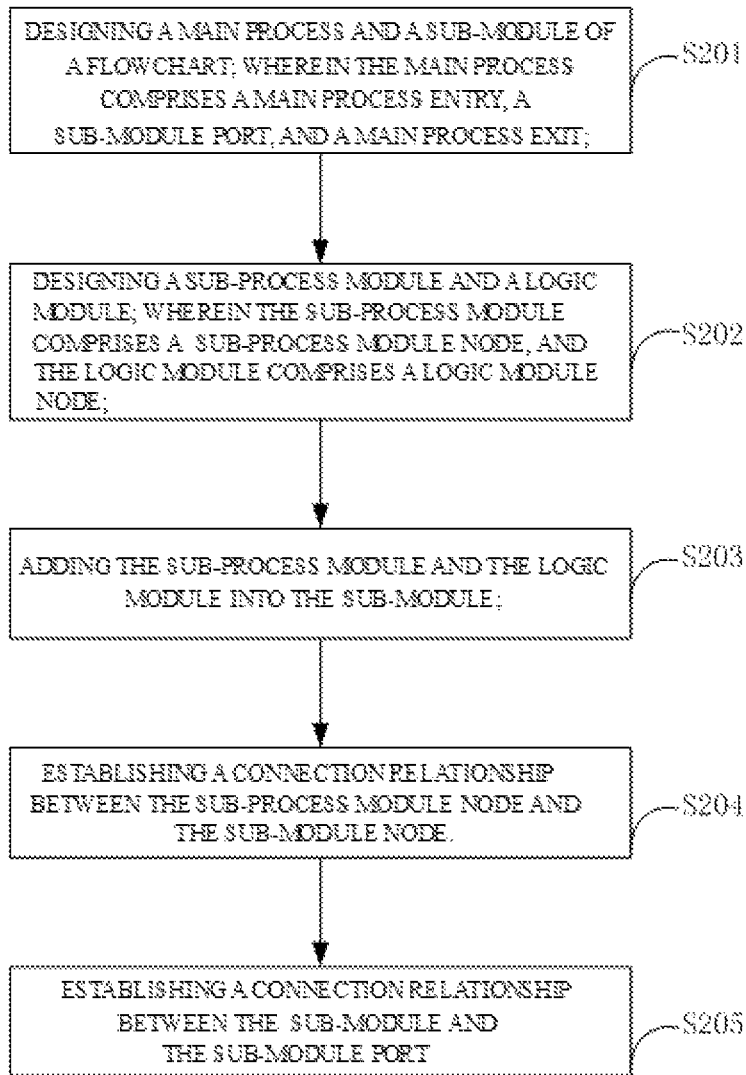 DESIGNING A MAIN PROCESS AND A SUB-MODULE OF
A FLOWCHART; WHEREIN THE MAIN PROCESS
COMPRISES A MAIN PROCESS ENTRY, A
SUB-MODULE PORT, AND A MAIN PROCESS EXIT;
S201
DESIGNING A SUB-PROCESS MODULE AND A LOGIC
MODULE; WHEREIN THE SUB-PROCESS MODULE
COMPRISES A SUB-PROCESS MODULE NODE, AND
THE LOGIC MODULE COMPRISES A LOGIC MODULE
NODE;
S202
ADDING THE SUB-PROCESS MODULE AND THE LOGIC
MODULE INTO THE SUB-MODULE;
S203
ESTABLISHING A CONNECTION RELATIONSHIP
BETWEEN THE SUB-PROCESS MODULE NODE AND
THE SUB-MODULE NODE.
S204
ESTABLISHING A CONNECTION RELATIONSHIP
BETWEEN THE SUB-MODULE AND
THE SUB-MODULE PORT
S205